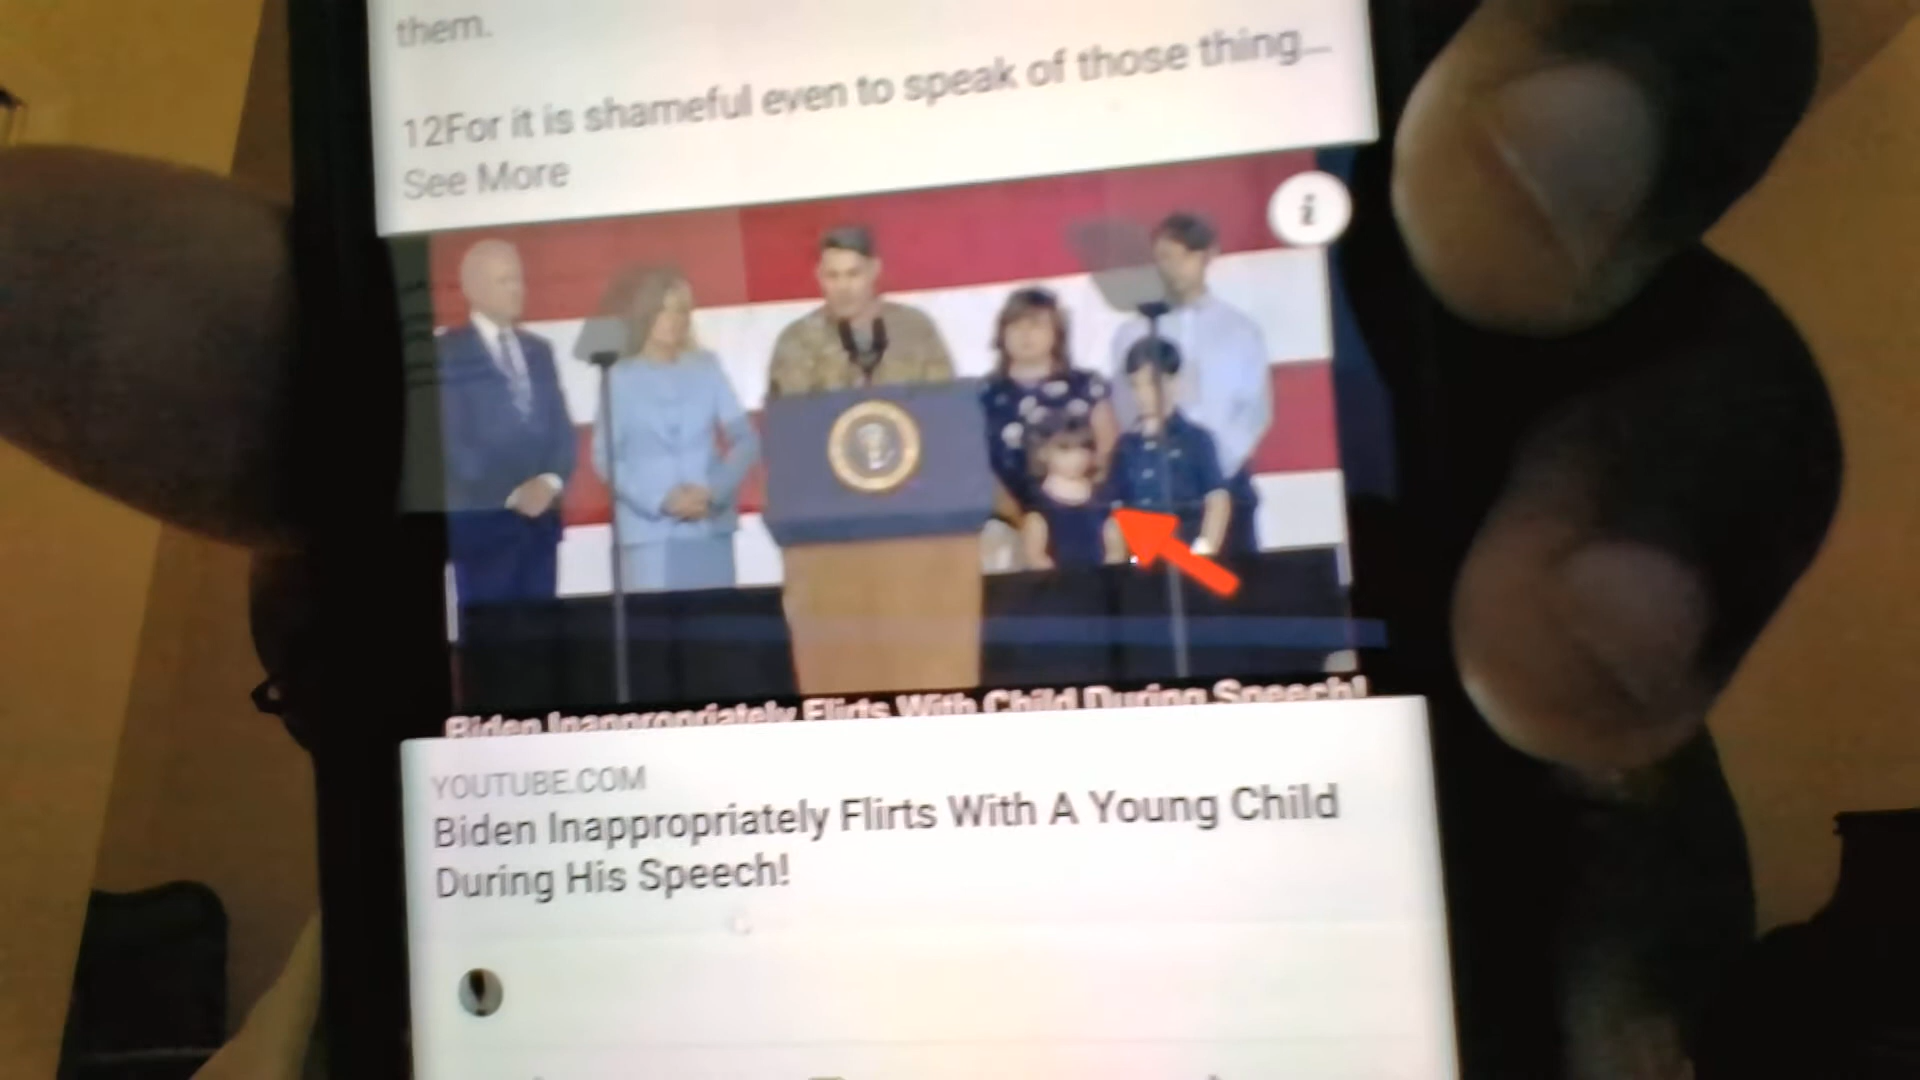 them.
12For it is shameful even to speak of those thing...
See More
Biden Inappropriately Flirts With Child During Speech!
YOUTUBE.COM
Biden Inappropriately Flirts With A Young Child
During His Speech!